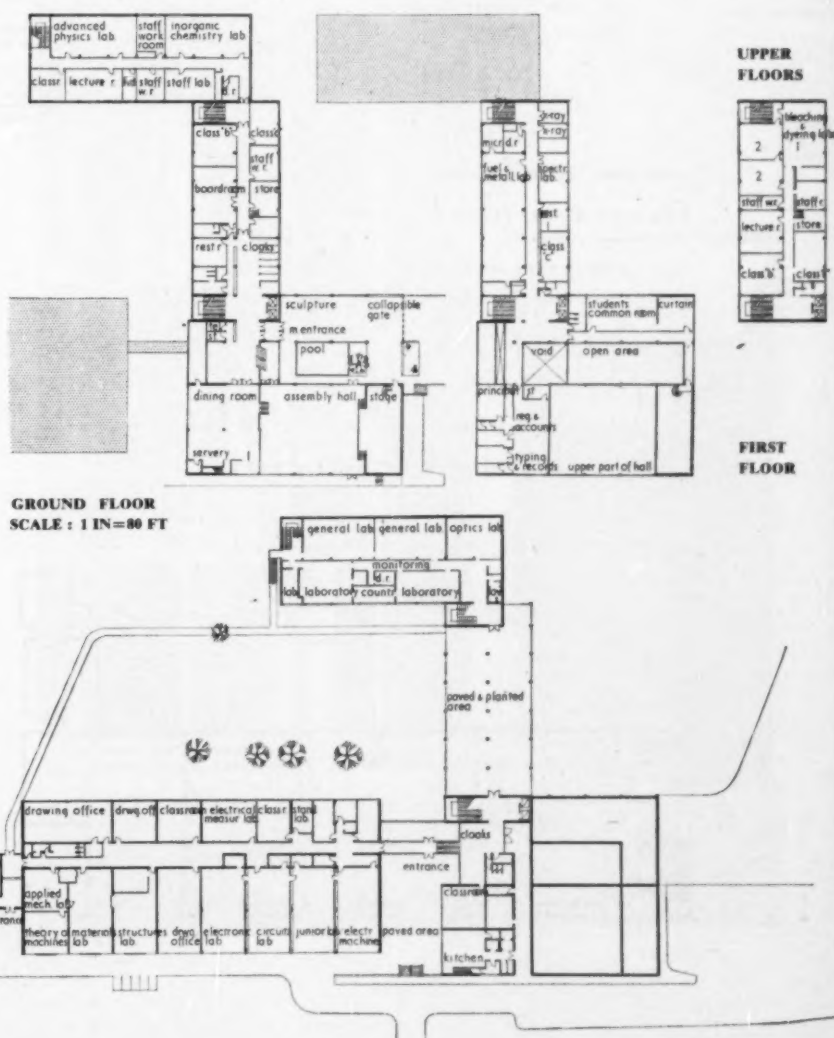 advanced
physics lab.
staff
work
room
inorganic
chemistry lab.
classr.
lecture r.
staff
w.r.
staff lab.
d.r.
class 'b'
staff
w.r.
boardroom
store
rest r.
cloaks
sculpture
collapsible
gate
m.entrance
pool
dining room
assembly hall
stage
servery
x-ray
x-ray
micr.
d.r.
fuel &
metall.lab
spectr.
lab.
class
'c'
students
common room
curtain
void
open area
principal
st.
reg. &
accounts
typing
& records
upper part of hall
UPPER
FLOORS
bleaching
&
dyeing labs
1
2
2
staff w.r.
staff r.
lecture r.
store
class 'b'
FIRST
FLOOR
GROUND FLOOR
SCALE : 1 IN=80 FT
general lab.
general lab.
optics lab.
monitoring
d.r.
lab.
laboratory
count.
laboratory
paved & planted
area
drawing office
drwg.off.
classroom
electrical
measur. lab.
classr.
stand.
lab.
cloaks
entrance
applied
mech. lab.
classroom
theory of
machines
materials
lab.
structures
lab.
drwg.
office
electronic
lab
circuit
lab.
junior lab
electr.
machine
paved area
kitchen